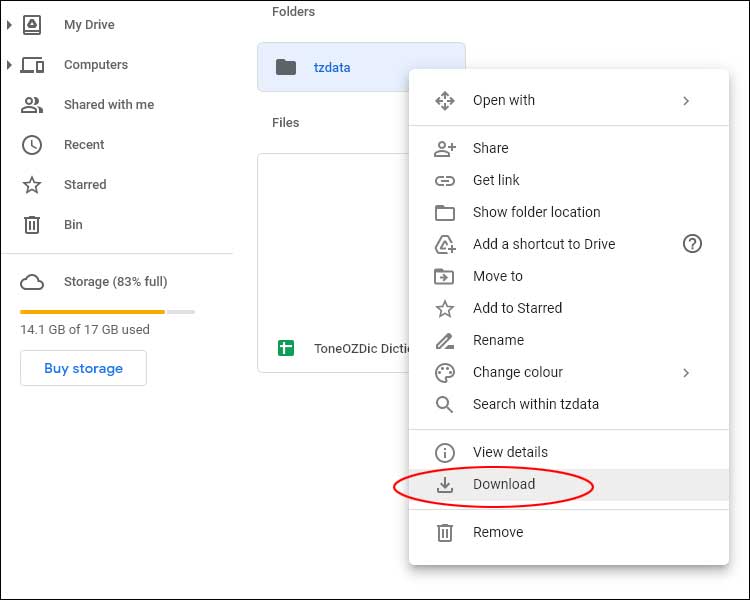 My Drive
Computers
Shared with me
Recent
Starred
Bin
Storage (83% full)
14.1 GB of 17 GB used
Buy storage
Folders
tzdata
Files
ToneOZDic
Open with
Share
Get link
Show folder location
Add a shortcut to Drive
?
Move to
Add to Starred
Rename
Change colour
Search within tzdata
View details
Download
Remove